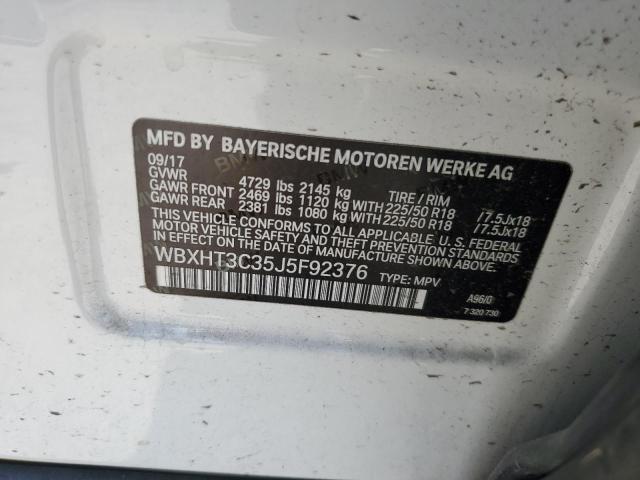 MFD BY BAYERISCHE MOTOREN WERKE AG
09/17
GVWR 4729 lbs 2145 kg TIRE / RIM
GAWR FRONT 2469 lbs 1120 kg WITH 225/50 R18 /7.5Jx18
GAWR REAR 2381 lbs 1080 kg WITH 225/50 R18 /7.5Jx18
THIS VEHICLE CONFORMS TO ALL APPLICABLE FEDERAL
MOTOR VEHICLE SAFETY, BUMPER, AND THEFT PREVENTION
STANDARDS IN EFFECT ON THE DATE OF MANUFACTURE SHOWN ABOVE.
WBXHT3C35J5F92376 TYPE: MPV
A96/0
7 320 730